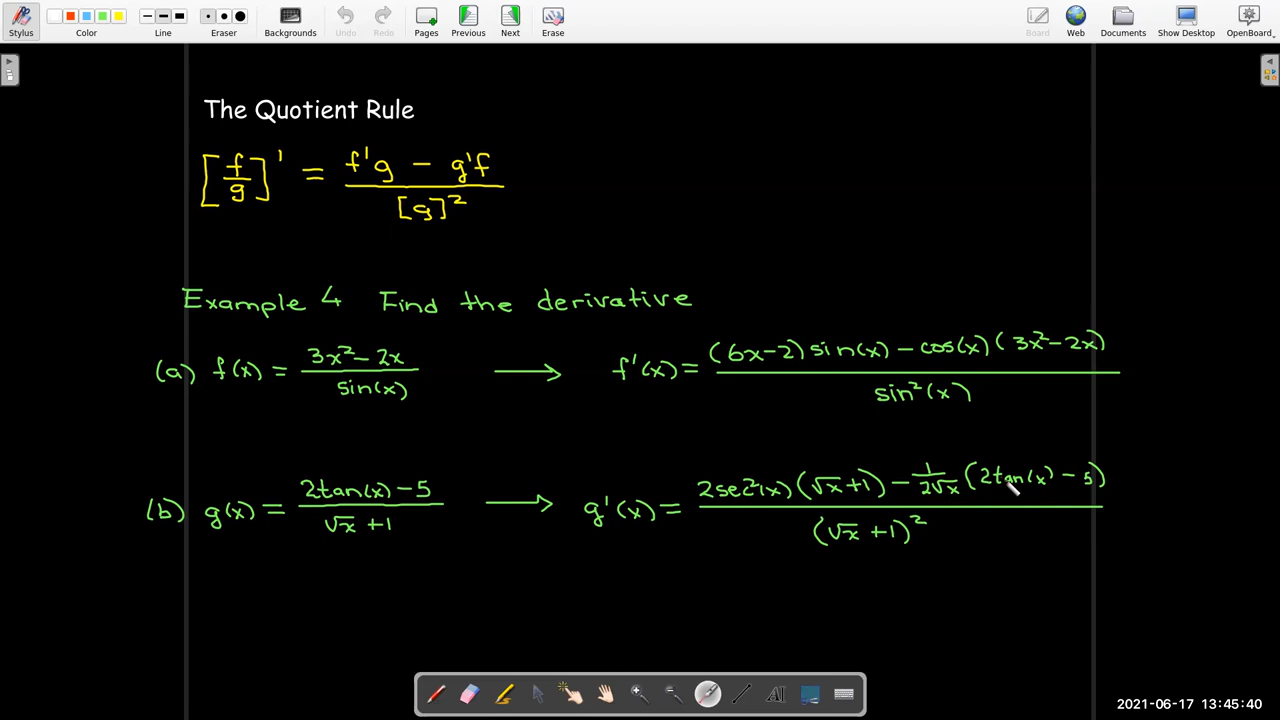 Stylus Color Line Eraser Backgrounds Undo Redo Pages Previous Next Erase Board Web Documents Show Desktop OpenBoard
The Quotient Rule
[f/g]' = (f'g - g'f)/[g]²
Example 4 Find the derivative
(a) f(x) = (3x²-2x)/sin(x) → f'(x) = ((6x-2)sin(x) - cos(x)(3x²-2x))/sin²(x)
(b) g(x) = (2tan(x)-5)/(√x+1) → g'(x) = (2sec²(x)(√x+1) - 1/(2√x)(2tan(x)-5))/(√x+1)²
AI
2021-06-17 13:45:40